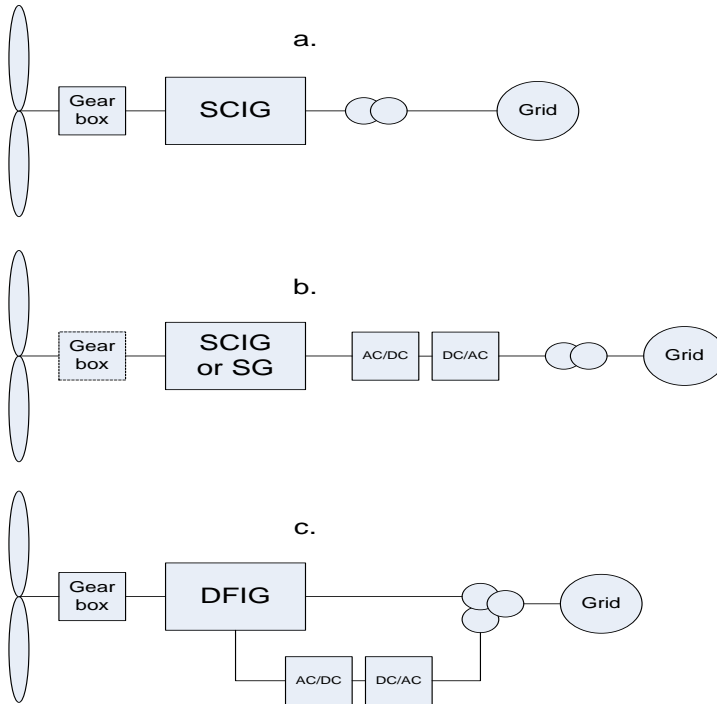 a.
Gear
box
SCIG
Grid
b.
Gear
box
SCIG
or SG
AC/DC
DC/AC
Grid
c.
Gear
box
DFIG
Grid
AC/DC
DC/AC